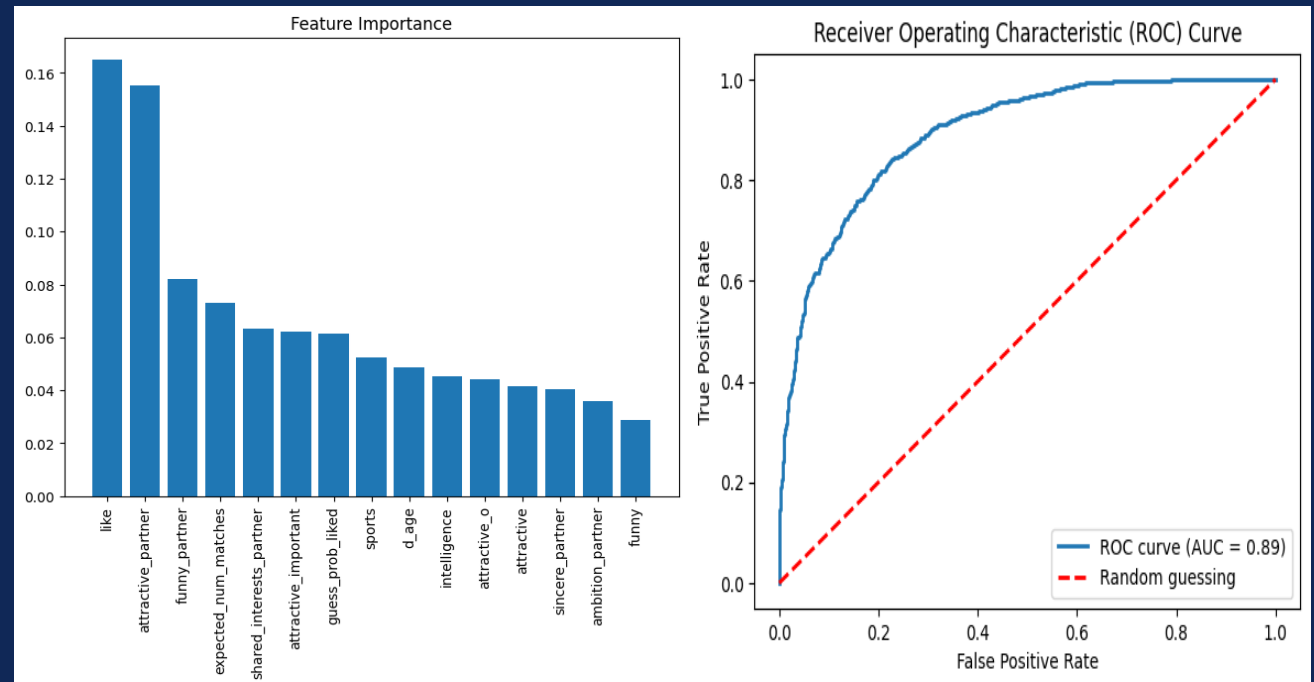 Feature Importance
0.16
0.14
0.12
0.10
0.08
0.06
0.04
0.02
0.00
like
attractive_partner
funny_partner
expected_num_matches
shared_interests_partner
attractive_important
guess_prob_liked
sports
d_age
intelligence
attractive_o
attractive
sincere_partner
ambition_partner
funny
Receiver Operating Characteristic (ROC) Curve
True Positive Rate
1.0
0.8
0.6
0.4
0.2
0.0
ROC curve (AUC = 0.89)
Random guessing
0.0 0.2 0.4 0.6 0.8 1.0
False Positive Rate